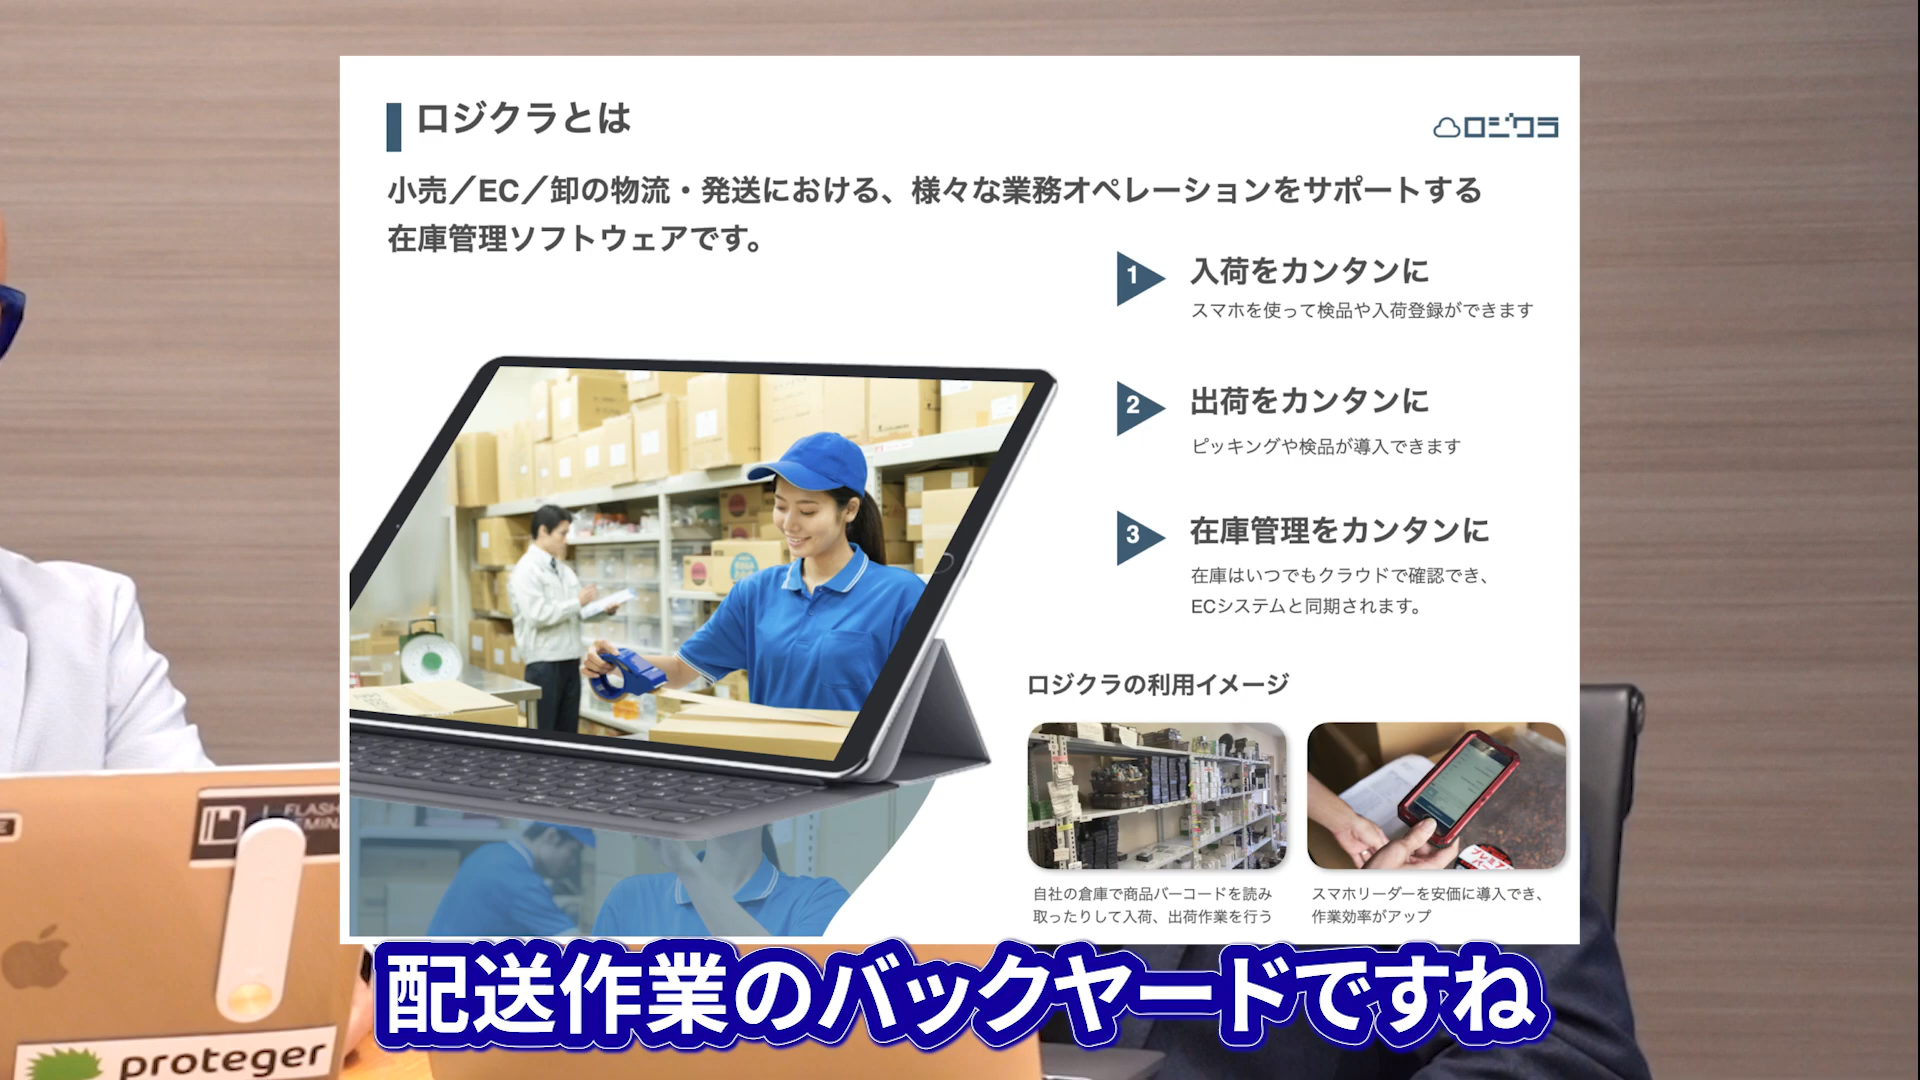 ロジクラとは
ロジクラ
小売／EC／卸の物流・発送における、様々な業務オペレーションをサポートする
在庫管理ソフトウェアです。
1
入荷をカンタンに
スマホを使って検品や入荷登録ができます
2
出荷をカンタンに
ピッキングや検品が導入できます
3
在庫管理をカンタンに
在庫はいつでもクラウドで確認でき、
ECシステムと同期されます。
ロジクラの利用イメージ
自社の倉庫で商品バーコードを読み
取ったりして入荷、出荷作業を行う
スマホリーダーを安価に導入でき、
作業効率がアップ
配送作業のバックヤードですね
proteger